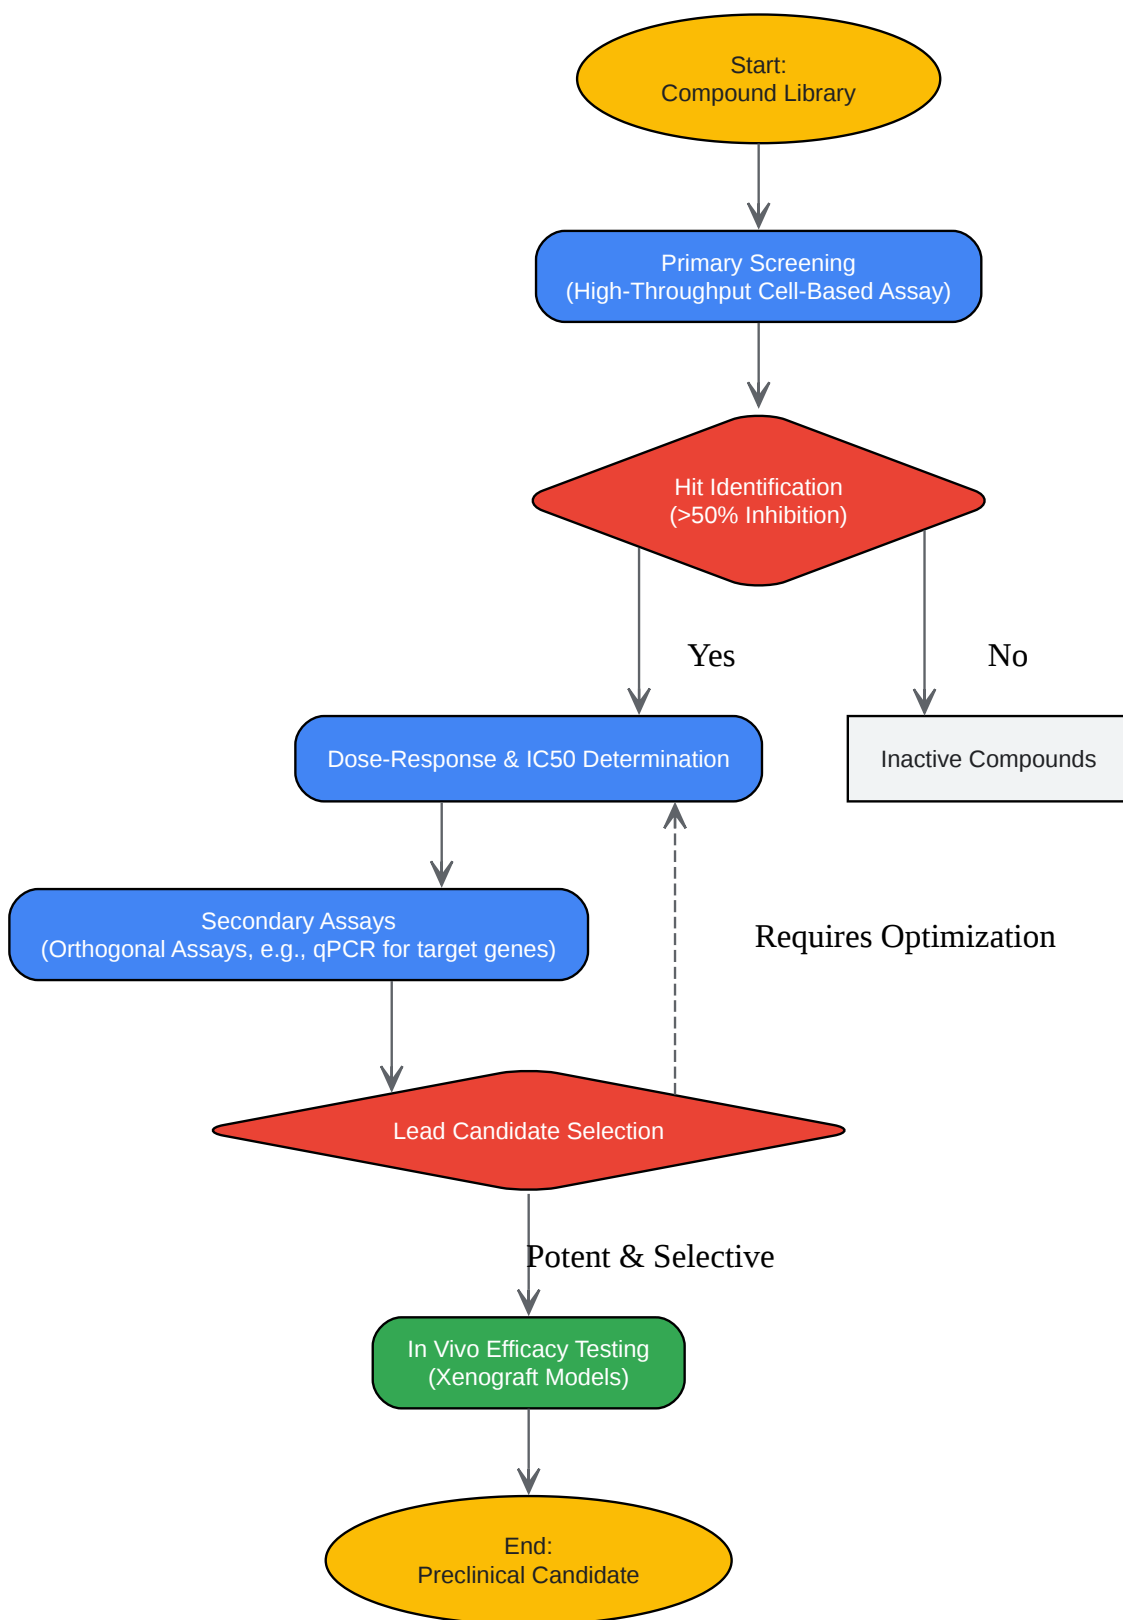 Start:
Compound Library
Primary Screening
(High-Throughput Cell-Based Assay)
Hit Identification
(>50% Inhibition)
Yes
No
Dose-Response & IC50 Determination
Inactive Compounds
Secondary Assays
(Orthogonal Assays, e.g., qPCR for target genes)
Requires Optimization
Lead Candidate Selection
Potent & Selective
In Vivo Efficacy Testing
(Xenograft Models)
End:
Preclinical Candidate